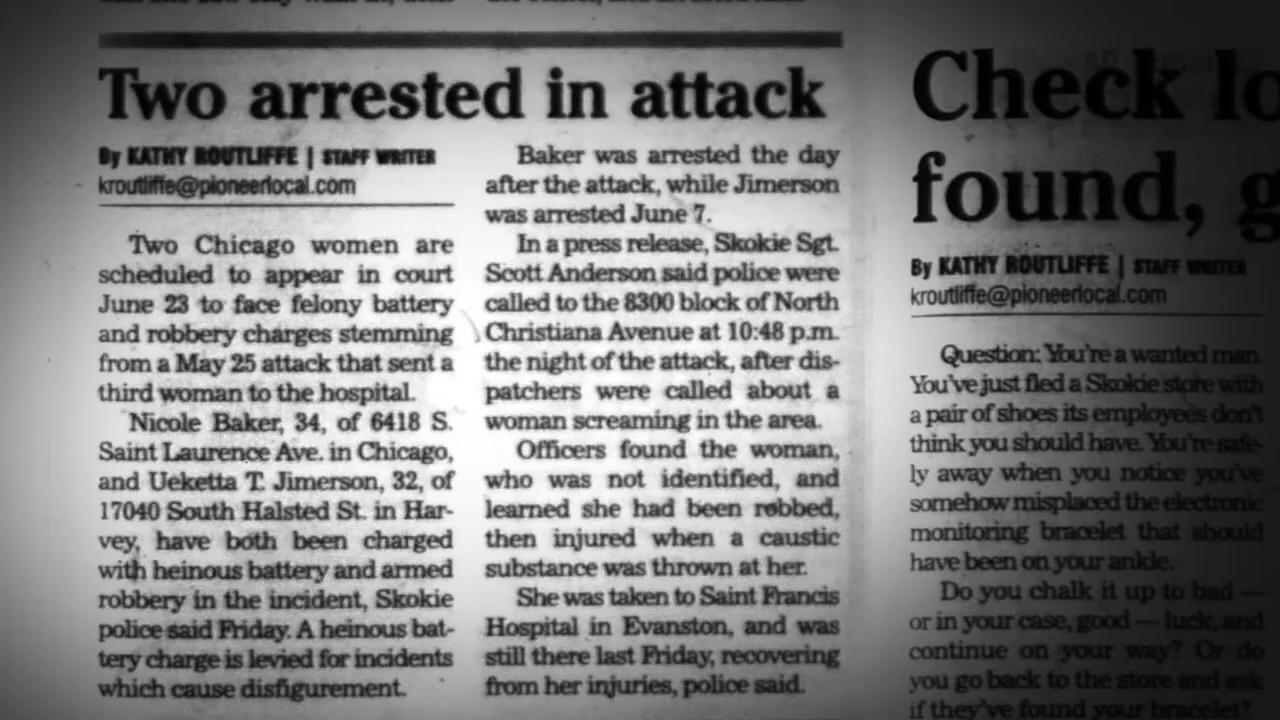 Two arrested in attack
By KATHY ROUTLIFFE | STAFF WRITER
kroutliffe@pioneerlocal.com
Two Chicago women are
scheduled to appear in court
June 23 to face felony battery
and robbery charges stemming
from a May 25 attack that sent a
third woman to the hospital.
Nicole Baker, 34, of 6418 S.
Saint Laurence Ave. in Chicago,
and Ueketta T. Jimerson, 32, of
17040 South Halsted St. in Har-
vey, have both been charged
with heinous battery and armed
robbery in the incident, Skokie
police said Friday. A heinous bat-
tery charge is levied for incidents
which cause disfigurement.
Baker was arrested the day
after the attack, while Jimerson
was arrested June 7.
In a press release, Skokie Sgt.
Scott Anderson said police were
called to the 8300 block of North
Christiana Avenue at 10:48 p.m.
the night of the attack, after dis-
patchers were called about a
woman screaming in the area.
Officers found the woman,
who was not identified, and
learned she had been robbed,
then injured when a caustic
substance was thrown at her.
She was taken to Saint Francis
Hospital in Evanston, and was
still there last Friday, recovering
from her injuries, police said.
Check lo
found, g
By KATHY ROUTLIFFE | STAFF WRITER
kroutliffe@pioneerlocal.com
Question: You're a wanted man.
You've just fled a Skokie store with
a pair of shoes its employees don't
think you should have. You're safe-
ly away when you notice you've
somehow misplaced the electronic
monitoring bracelet that should
have been on your ankle.
Do you chalk it up to bad —
or in your case, good — luck, and
continue on your way? Or do
you go back to the store and ask
if they've found your bracelet?